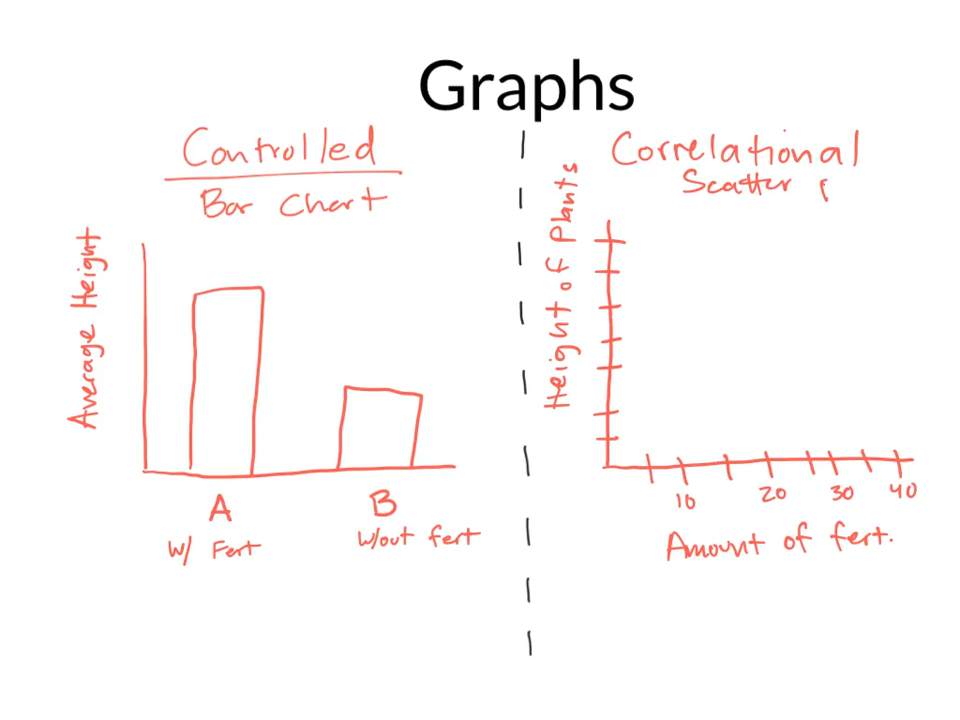 Graphs
Controlled
Bar Chart
Average Height
A
B
w/ Fert
w/out fert
Correlational
Scatter
Height of Plants
10 20 30 40
Amount of fert.